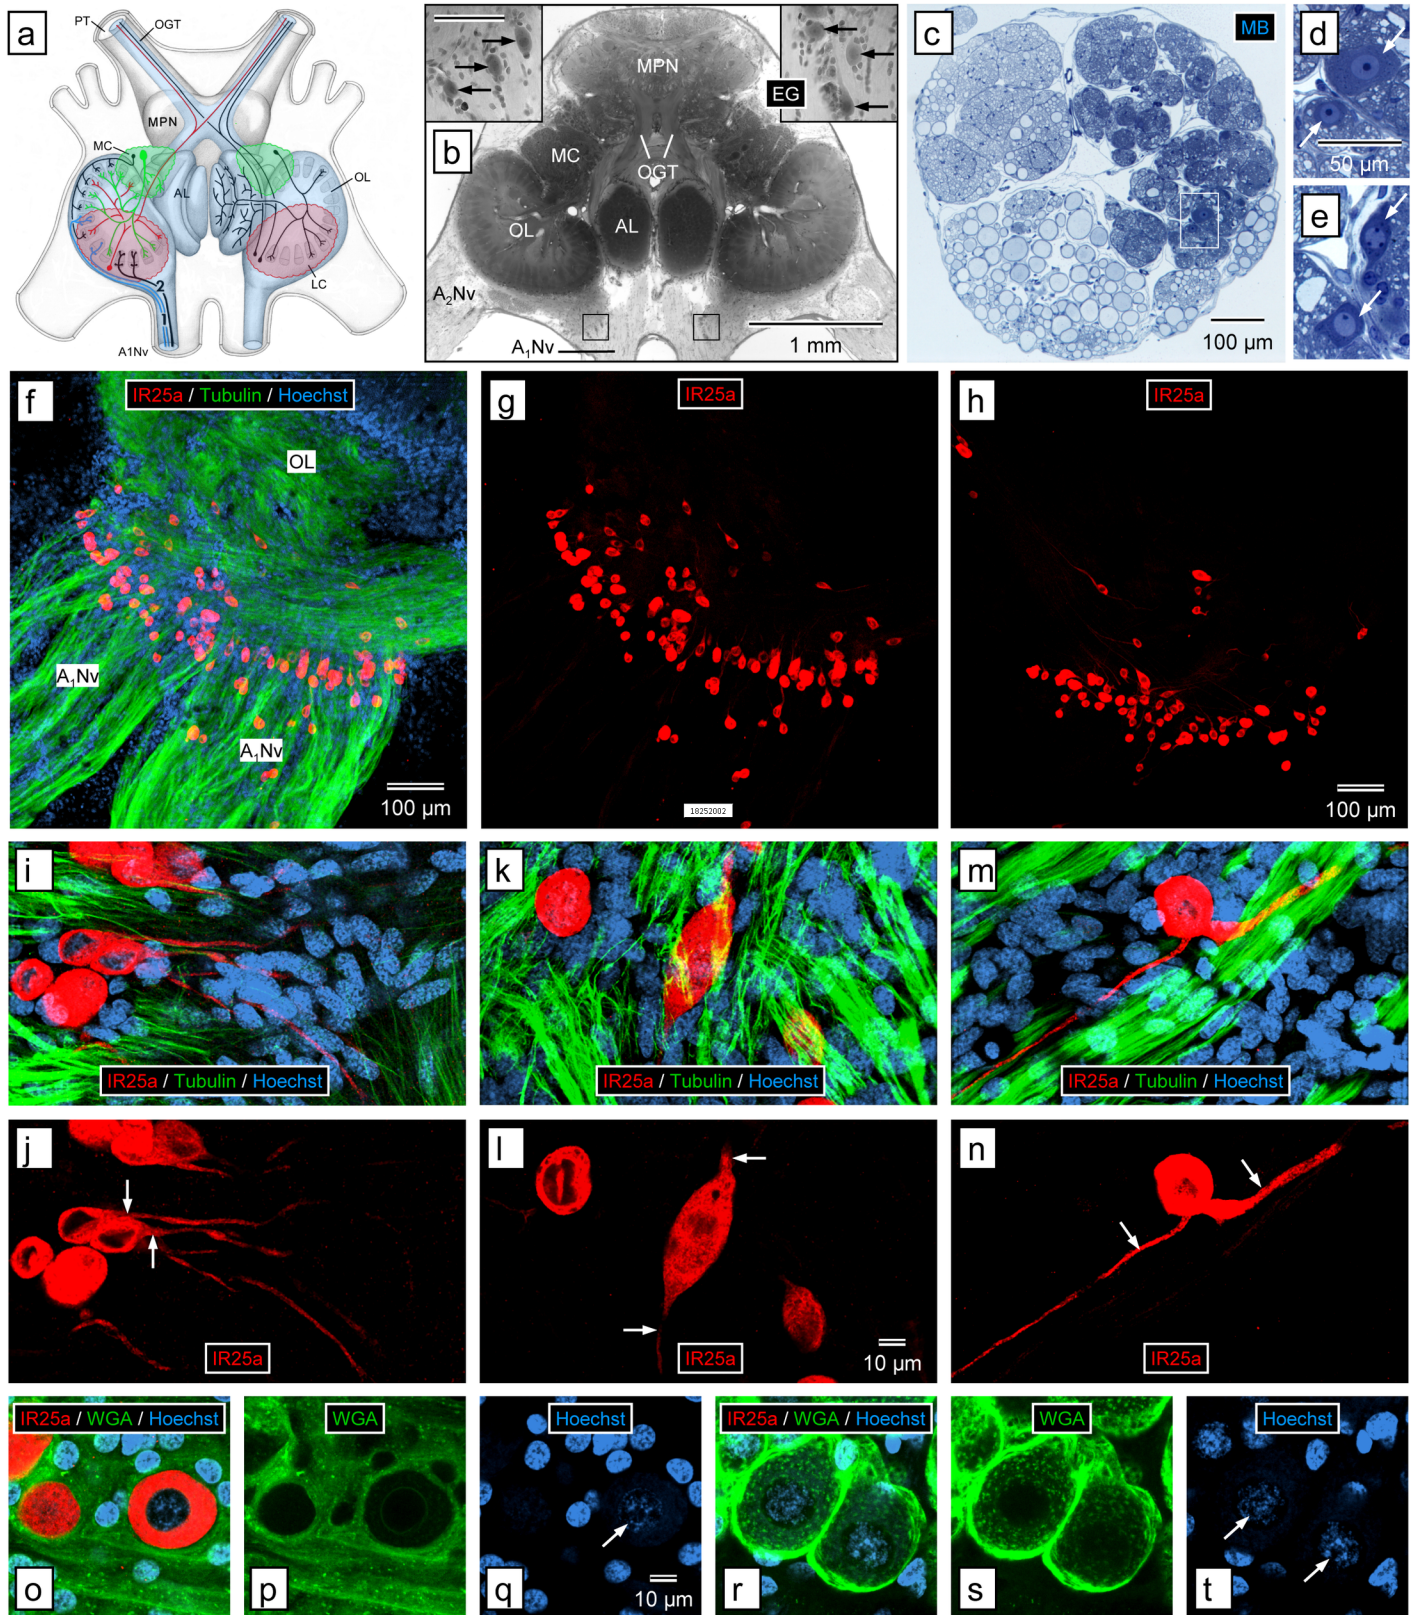 a
PT
OGT
MPN
MC
AL
OL
LC
2
1
A1Nv
b
MPN
EG
MC
OGT
OL
AL
A₂Nv
A₁Nv
1 mm
c
MB
100 µm
d
50 µm
e
f
IR25a / Tubulin / Hoechst
OL
A₁Nv
A₁Nv
100 µm
g
IR25a
18252002
h
IR25a
100 µm
i
IR25a / Tubulin / Hoechst
k
IR25a / Tubulin / Hoechst
m
IR25a / Tubulin / Hoechst
j
IR25a
l
IR25a
10 µm
n
IR25a
IR25a / WGA / Hoechst
o
WGA
p
Hoechst
q
10 µm
IR25a / WGA / Hoechst
r
WGA
s
Hoechst
t